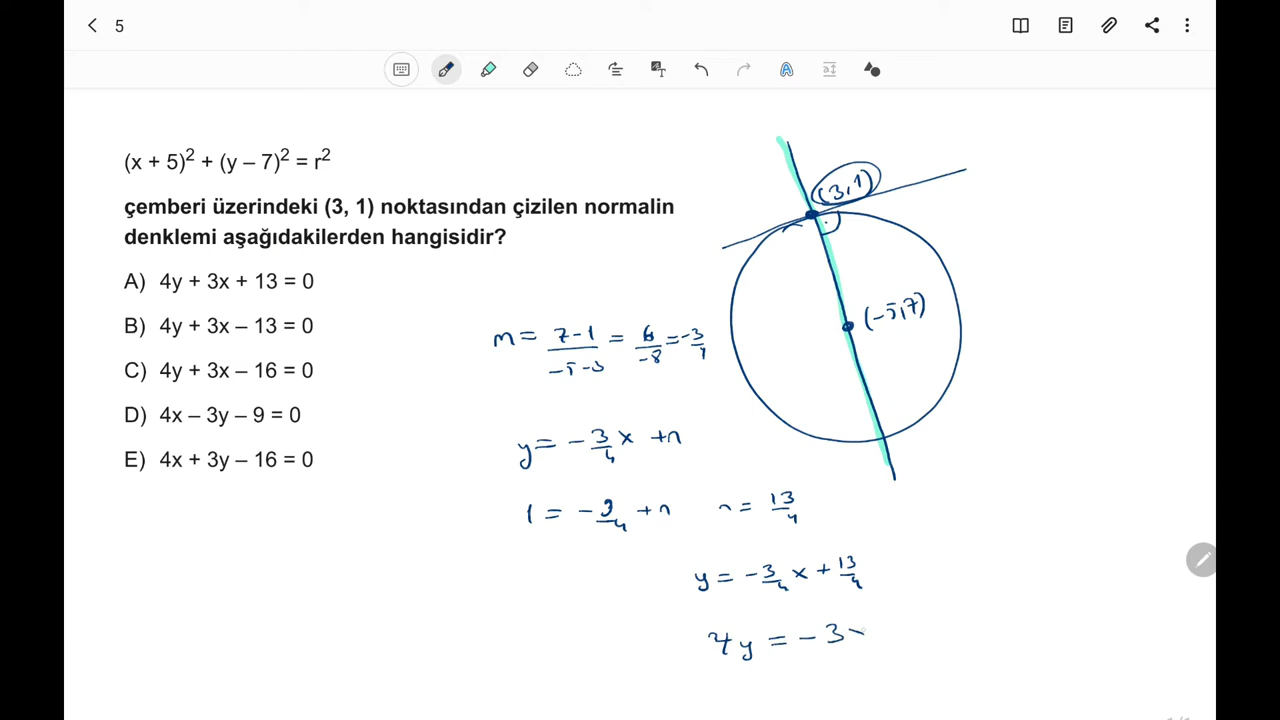 5
(x + 5)² + (y – 7)² = r²
çemberi üzerindeki (3, 1) noktasından çizilen normalin
denklemi aşağıdakilerden hangisidir?
A) 4y + 3x + 13 = 0
B) 4y + 3x – 13 = 0
C) 4y + 3x – 16 = 0
D) 4x – 3y – 9 = 0
E) 4x + 3y – 16 = 0
(3,1)
(-5,7)
m = 7-1/-5-3 = 6/-8 = -3/4
y = -3/4 x + n
1 = -9/4 + n n = 13/4
y = -3/4 x + 13/4
4y = -3